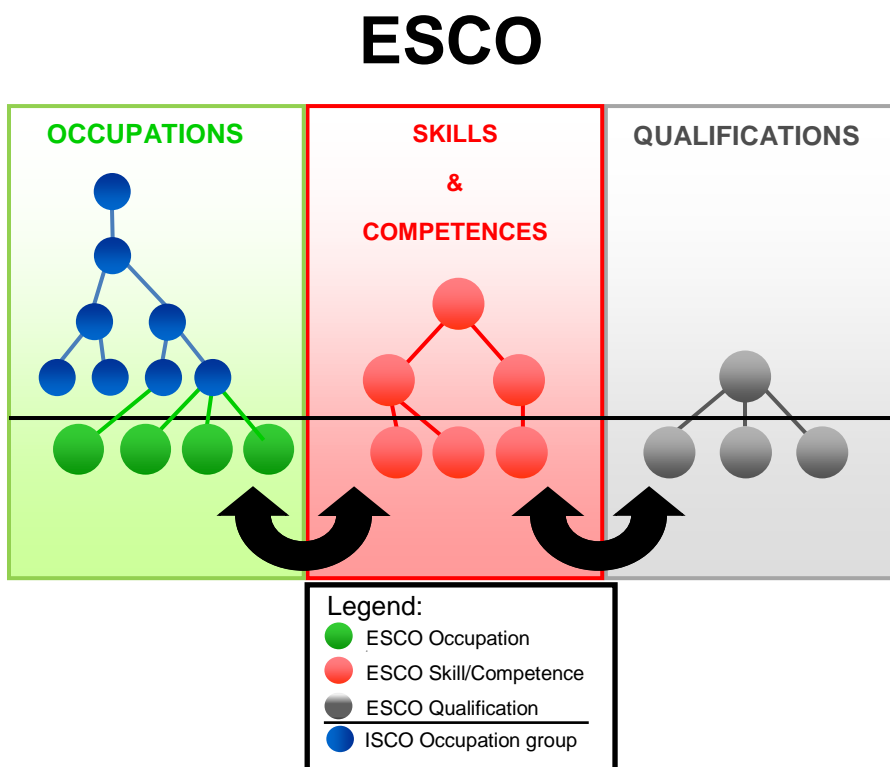 ESCO
OCCUPATIONS
SKILLS
&
COMPETENCES
QUALIFICATIONS
Legend:
ESCO Occupation
ESCO Skill/Competence
ESCO Qualification
ISCO Occupation group